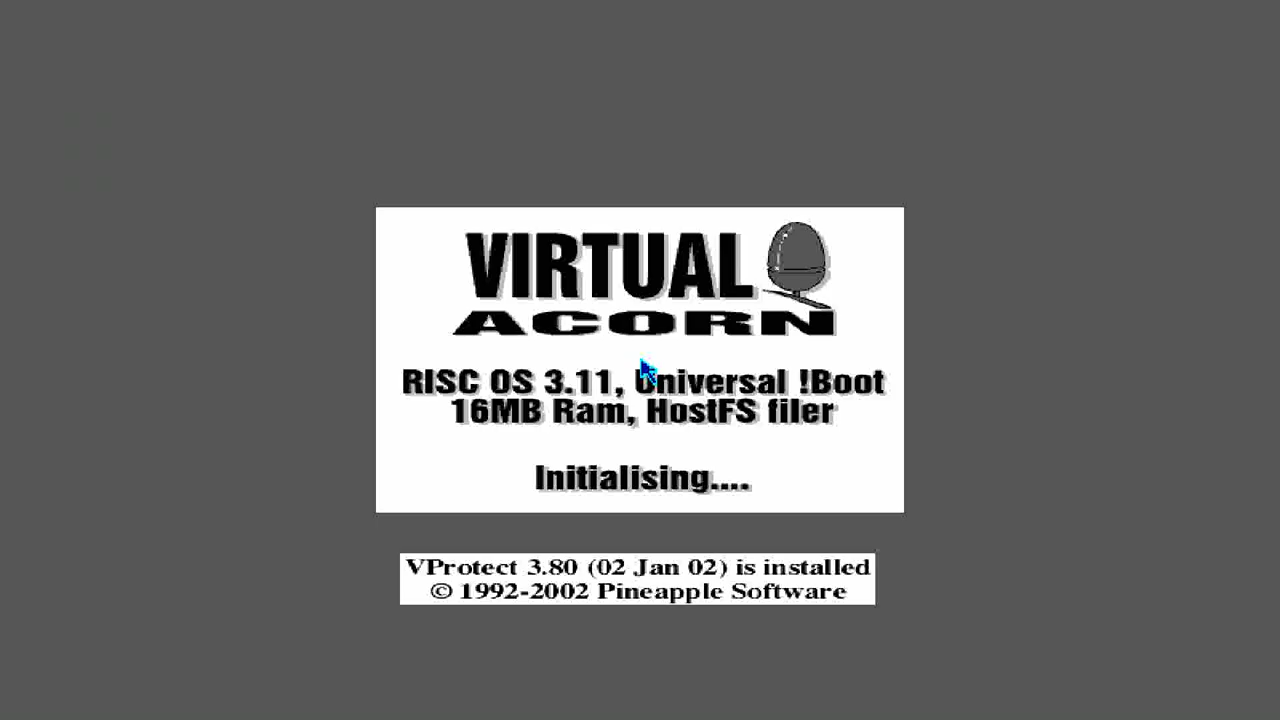 VIRTUAL
ACORN
RISC OS 3.11, Universal !Boot
16MB Ram, HostFS filer
Initialising....
VProtect 3.80 (02 Jan 02) is installed
© 1992-2002 Pineapple Software